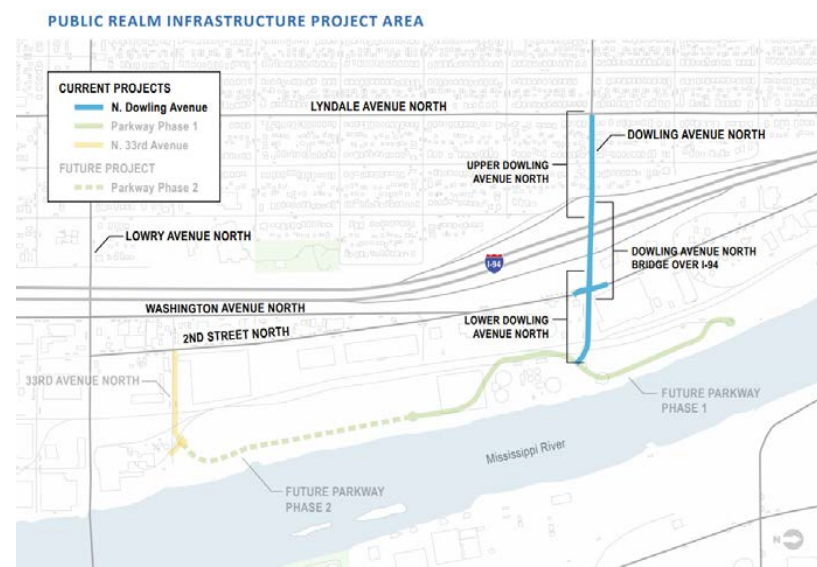 PUBLIC REALM INFRASTRUCTURE PROJECT AREA
CURRENT PROJECTS
N. Dowling Avenue
Parkway Phase 1
N. 33rd Avenue
FUTURE PROJECT
Parkway Phase 2
LYNDALE AVENUE NORTH
DOWLING AVENUE NORTH
UPPER DOWLING
AVENUE NORTH
LOWRY AVENUE NORTH
DOWLING AVENUE NORTH
BRIDGE OVER I-94
I-94
WASHINGTON AVENUE NORTH
LOWER DOWLING
AVENUE NORTH
2ND STREET NORTH
33RD AVENUE NORTH
FUTURE PARKWAY
PHASE 1
Mississippi River
FUTURE PARKWAY
PHASE 2
N